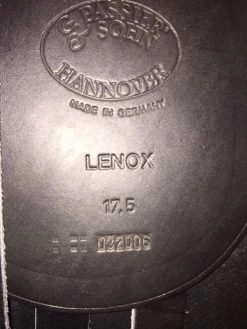 G. PASSIER
& SOHN
HANNOVER
MADE IN GERMANY
LENOX
17,5
032006